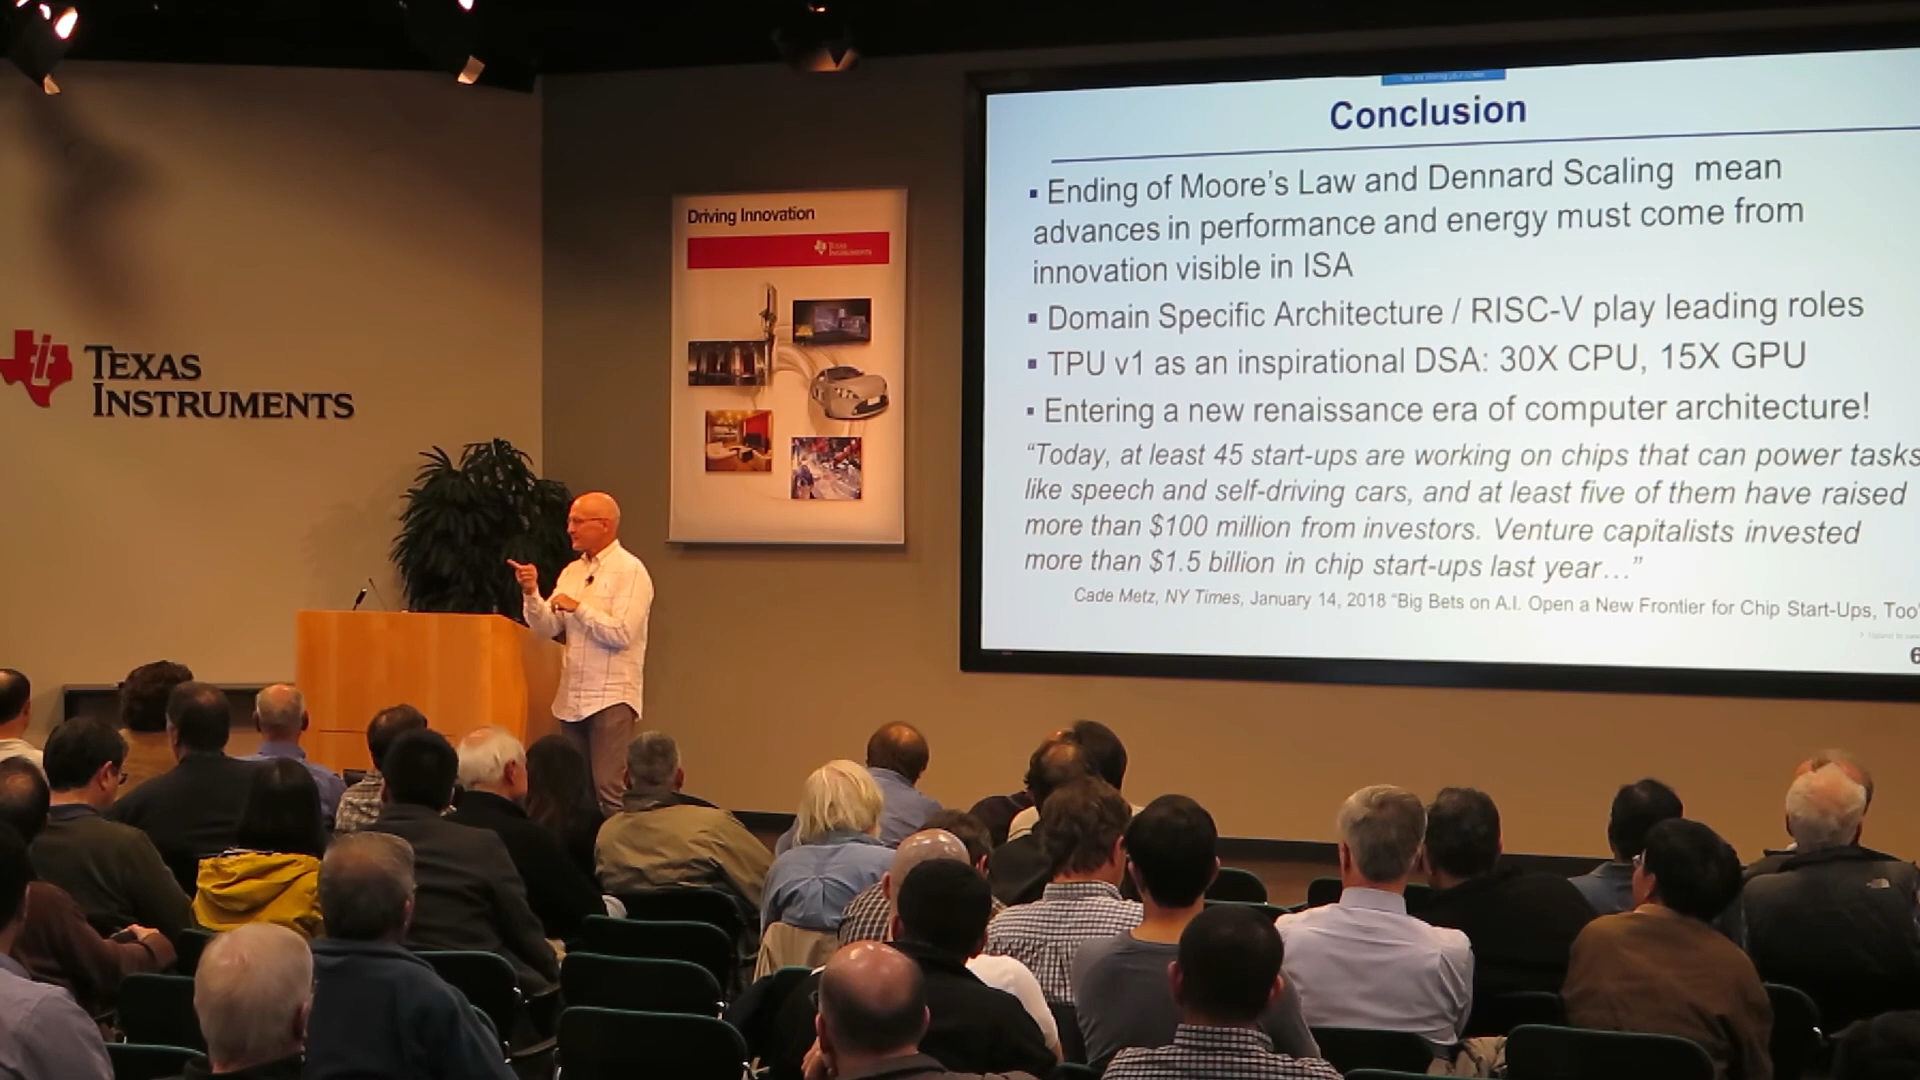 TEXAS
INSTRUMENTS
Driving Innovation
TEXAS
INSTRUMENTS
Conclusion
▪ Ending of Moore's Law and Dennard Scaling mean
advances in performance and energy must come from
innovation visible in ISA
▪ Domain Specific Architecture / RISC-V play leading roles
▪ TPU v1 as an inspirational DSA: 30X CPU, 15X GPU
▪ Entering a new renaissance era of computer architecture!
“Today, at least 45 start-ups are working on chips that can power tasks
like speech and self-driving cars, and at least five of them have raised
more than $100 million from investors. Venture capitalists invested
more than $1.5 billion in chip start-ups last year…”
Cade Metz, NY Times, January 14, 2018 “Big Bets on A.I. Open a New Frontier for Chip Start-Ups, Too”
6